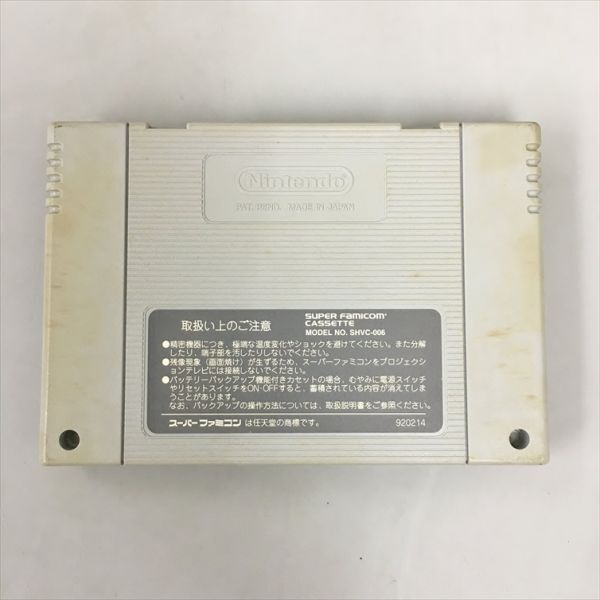 Nintendo
PAT. PEND. MADE IN JAPAN
取扱い上のご注意
SUPER FAMICOM
CASSETTE
MODEL NO. SHVC-006
●精密機器につき、極端な温度変化やショックを避けてください。また分解
したり、端子部を汚したりしないでください。
●残像現象（画面焼け）が生ずるため、スーパーファミコンをプロジェクシ
ョンテレビには接続しないでください。
●バッテリーバックアップ機能付きカセットの場合、むやみに電源スイッチ
やリセットスイッチをON・OFFすると、蓄積されている内容が消えてしま
うことがあります。
なお、バックアップの操作方法については、取扱説明書をご参照ください。
スーパーファミコン は任天堂の商標です。
920214